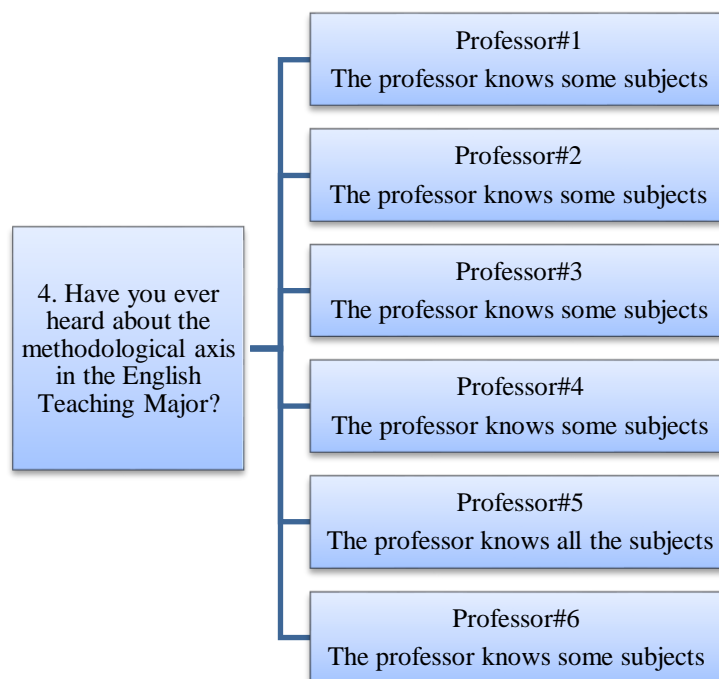 4. Have you ever
heard about the
methodological axis
in the English
Teaching Major?
Professor#1
The professor knows some subjects
Professor#2
The professor knows some subjects
Professor#3
The professor knows some subjects
Professor#4
The professor knows some subjects
Professor#5
The professor knows all the subjects
Professor#6
The professor knows some subjects